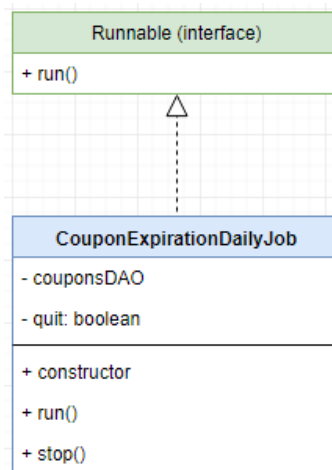 Runnable (interface)
+ run()
CouponExpirationDailyJob
- couponsDAO
- quit: boolean
+ constructor
+ run()
+ stop()